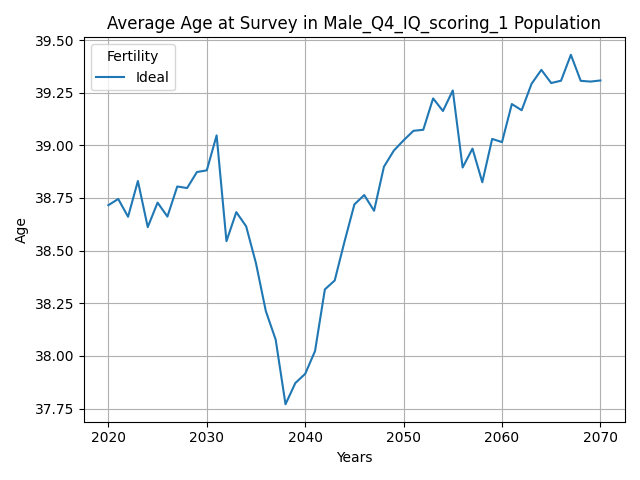 Average Age at Survey in Male_Q4_IQ_scoring_1 Population
Fertility
Ideal
39.50
39.25
39.00
38.75
38.50
38.25
38.00
37.75
Age
2020 2030 2040 2050 2060 2070
Years